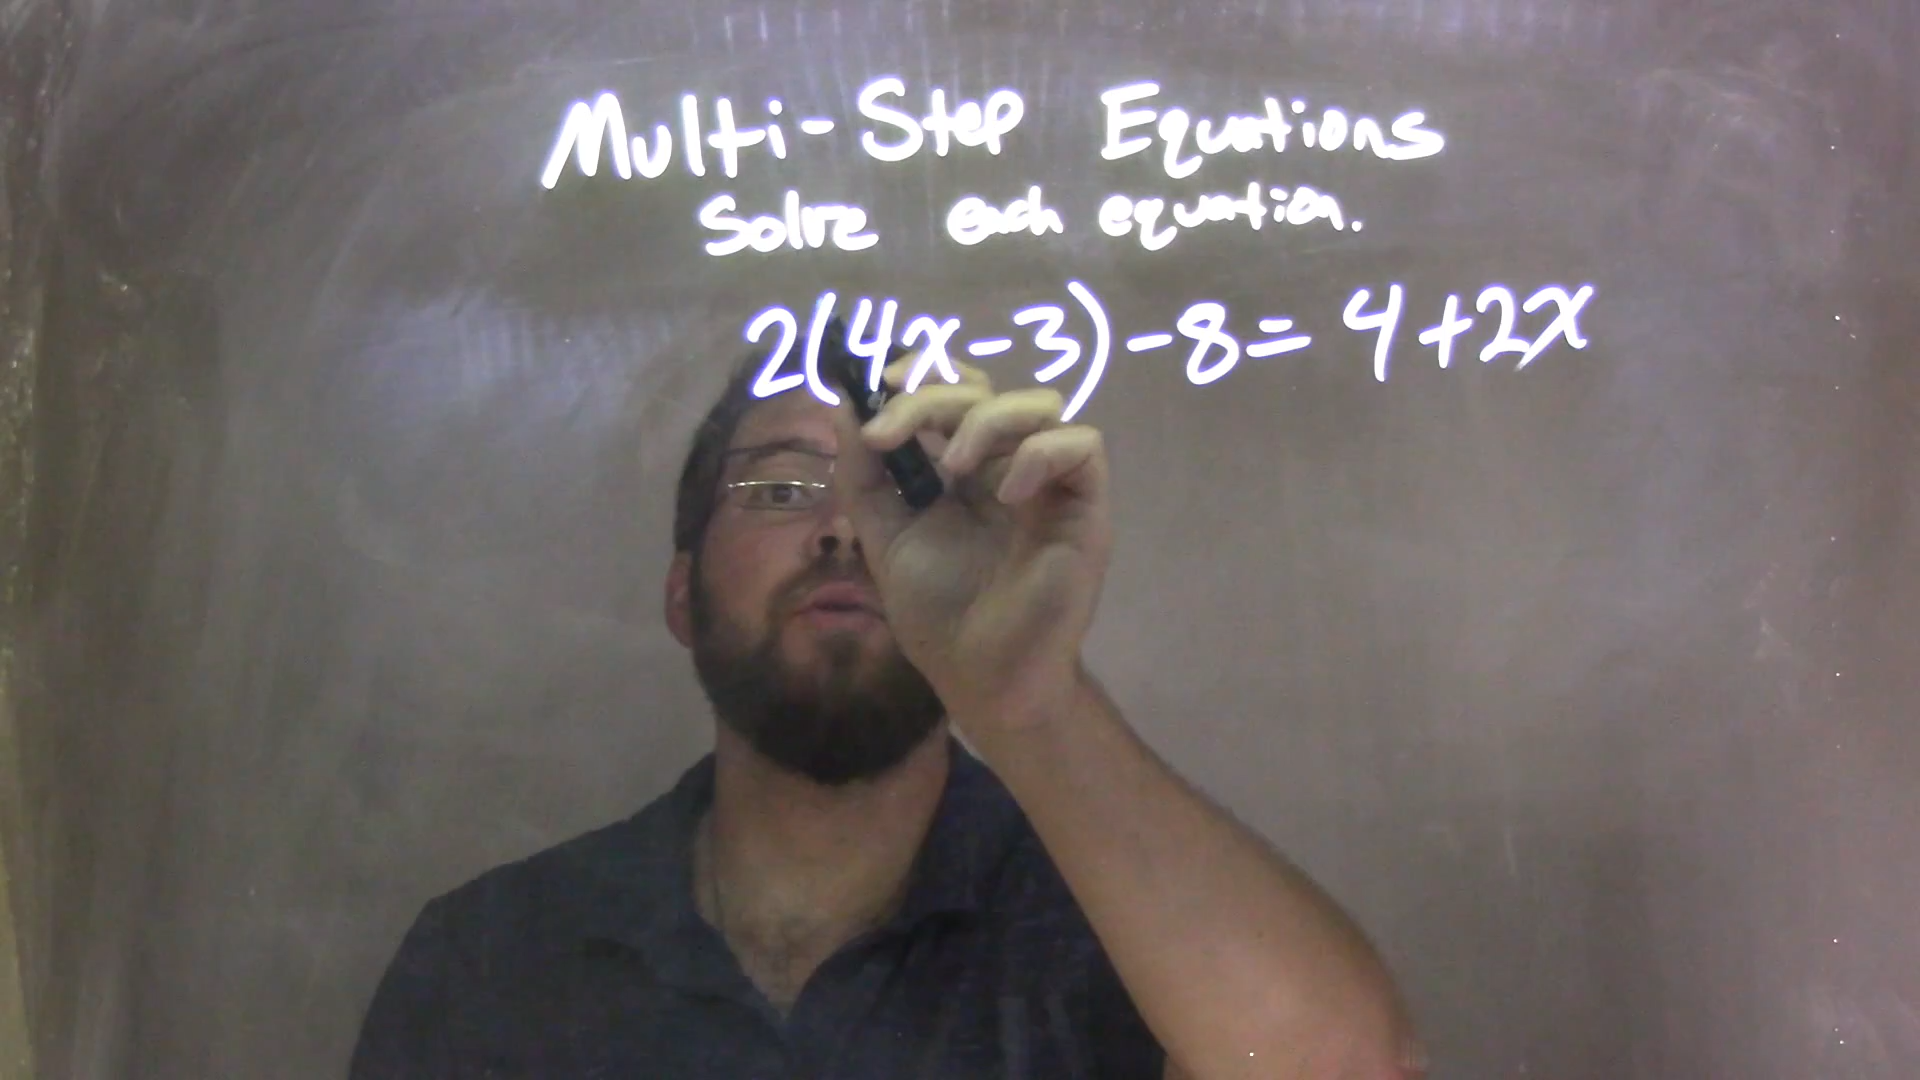 Multi-Step Equations
Solve each equation.
2(4x-3)-8=4+2x